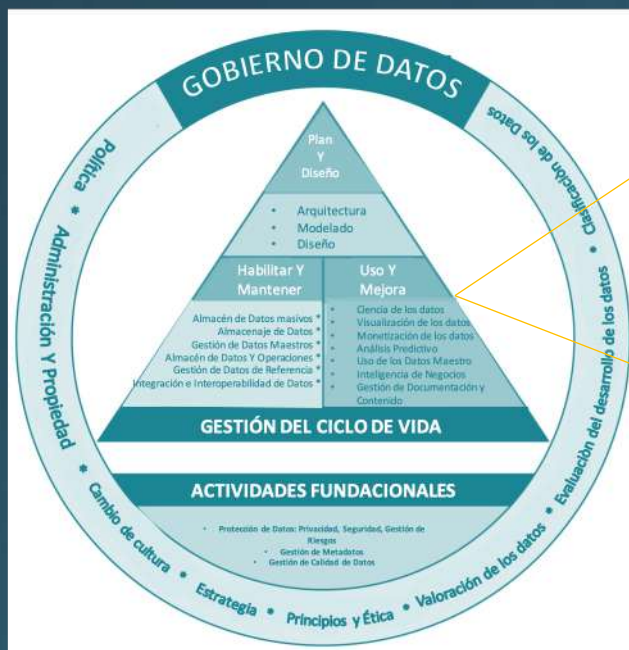 GOBIERNO DE DATOS
Plan
Y
Diseño
• Arquitectura
• Modelado
• Diseño
Habilitar Y
Mantener
Almacén de Datos masivos *
Almacenaje de Datos *
Gestión de Datos Maestros *
Almacén de Datos Y Operaciones *
Gestión de Datos de Referencia *
Integración e Interoperabilidad de Datos *
Uso Y
Mejora
• Ciencia de los datos
• Visualización de los datos
• Monetización de los datos
• Análisis Predictivo
• Uso de los Datos Maestro
• Inteligencia de Negocios
• Gestión de Documentación y
Contenido
GESTIÓN DEL CICLO DE VIDA
ACTIVIDADES FUNDACIONALES
• Protección de Datos: Privacidad, Seguridad, Gestión de
Riesgos
• Gestión de Metadatos
• Gestión de Calidad de Datos
Política * Administración Y Propiedad * Cambio de cultura * Estrategia * Principios y Ética * Valoración de los datos * Evaluaciòn del desarrollo de los datos * Clasificación de los Datos